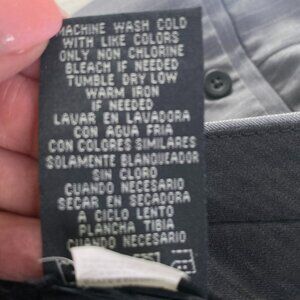 MACHINE WASH COLD
WITH LIKE COLORS
ONLY NON CHLORINE
BLEACH IF NEEDED
TUMBLE DRY LOW
WARM IRON
IF NEEDED
LAVAR EN LAVADORA
CON AGUA FRIA
CON COLORES SIMILARES
SOLAMENTE BLANQUEADOR
SIN CLORO
CUANDO NECESARIO
SECAR EN SECADORA
A CICLO LENTO
PLANCHA TIBIA
CUANDO NECESARIO